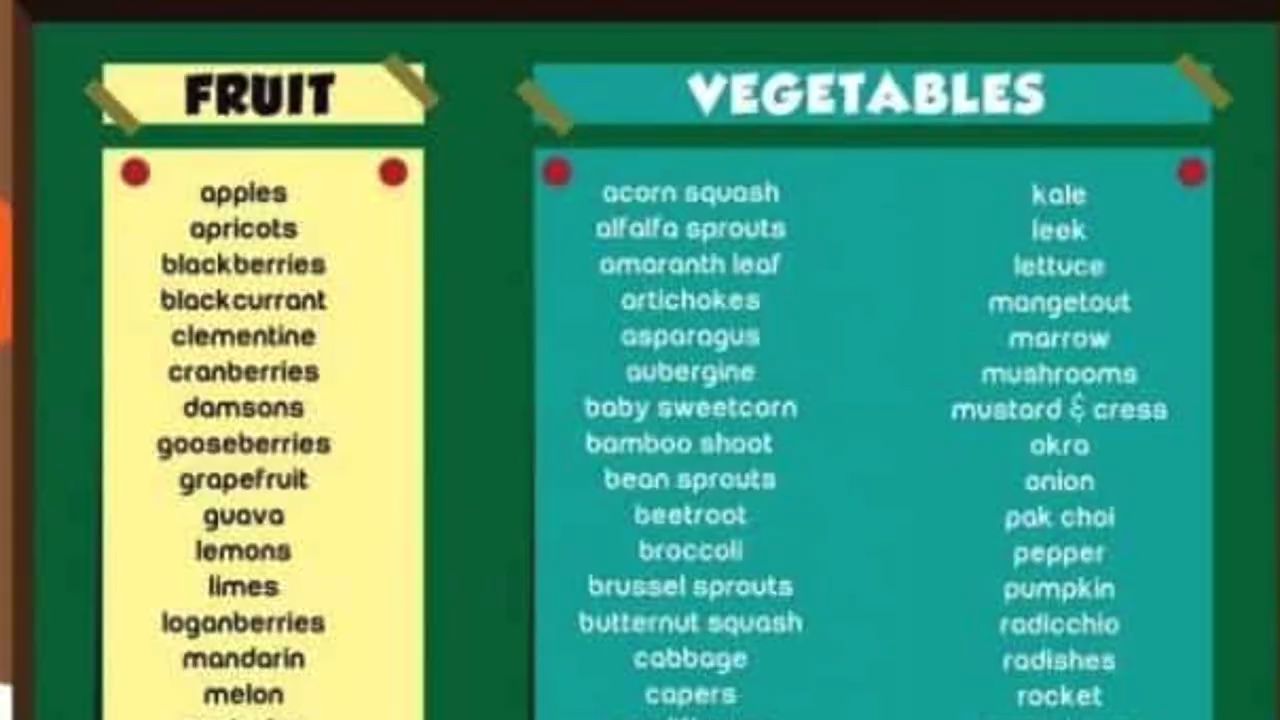 FRUIT
apples
apricots
blackberries
blackcurrant
clementine
cranberries
damsons
gooseberries
grapefruit
guava
lemons
limes
loganberries
mandarin
melon
VEGETABLES
acorn squash
alfalfa sprouts
amaranth leaf
artichokes
asparagus
aubergine
baby sweetcorn
bamboo shoot
bean sprouts
beetroot
broccoli
brussel sprouts
butternut squash
cabbage
capers
kale
leek
lettuce
mangetout
marrow
mushrooms
mustard & cress
okra
onion
pak choi
pepper
pumpkin
radicchio
radishes
rocket